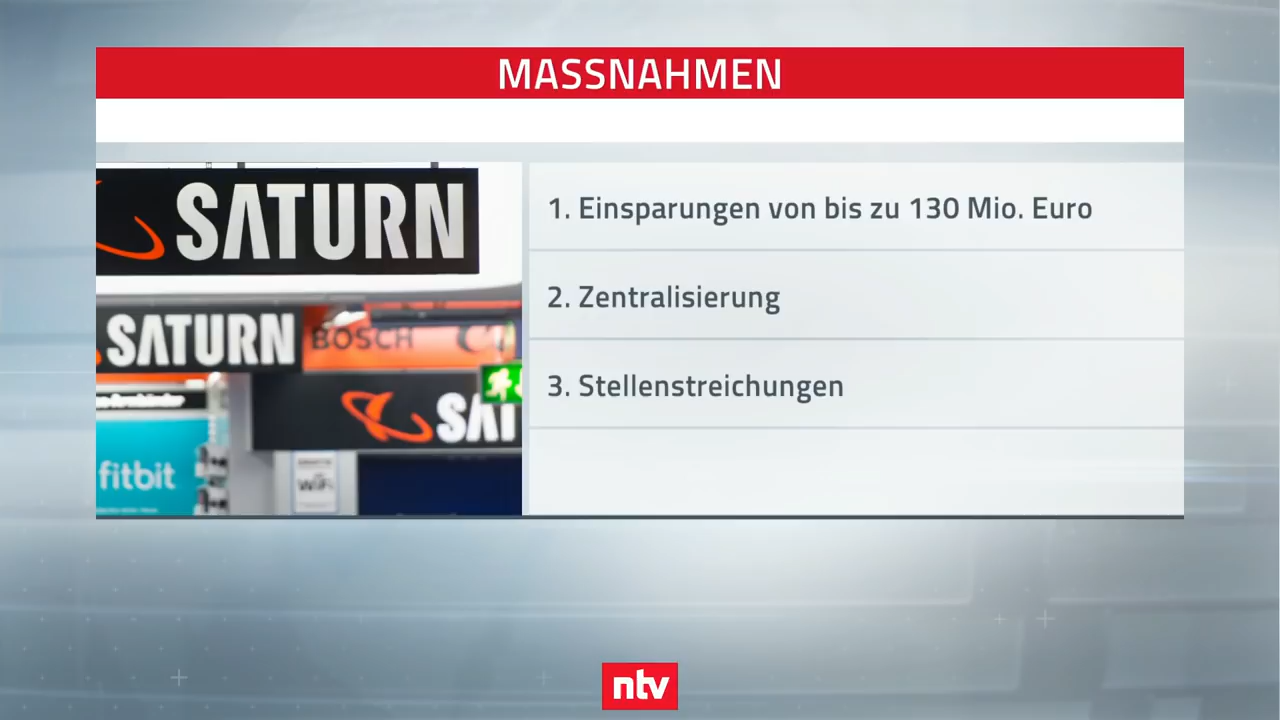 MASSNAHMEN
SATURN
SATURN
BOSCH
SAT
fitbit
WiFi
1. Einsparungen von bis zu 130 Mio. Euro
2. Zentralisierung
3. Stellenstreichungen
ntv